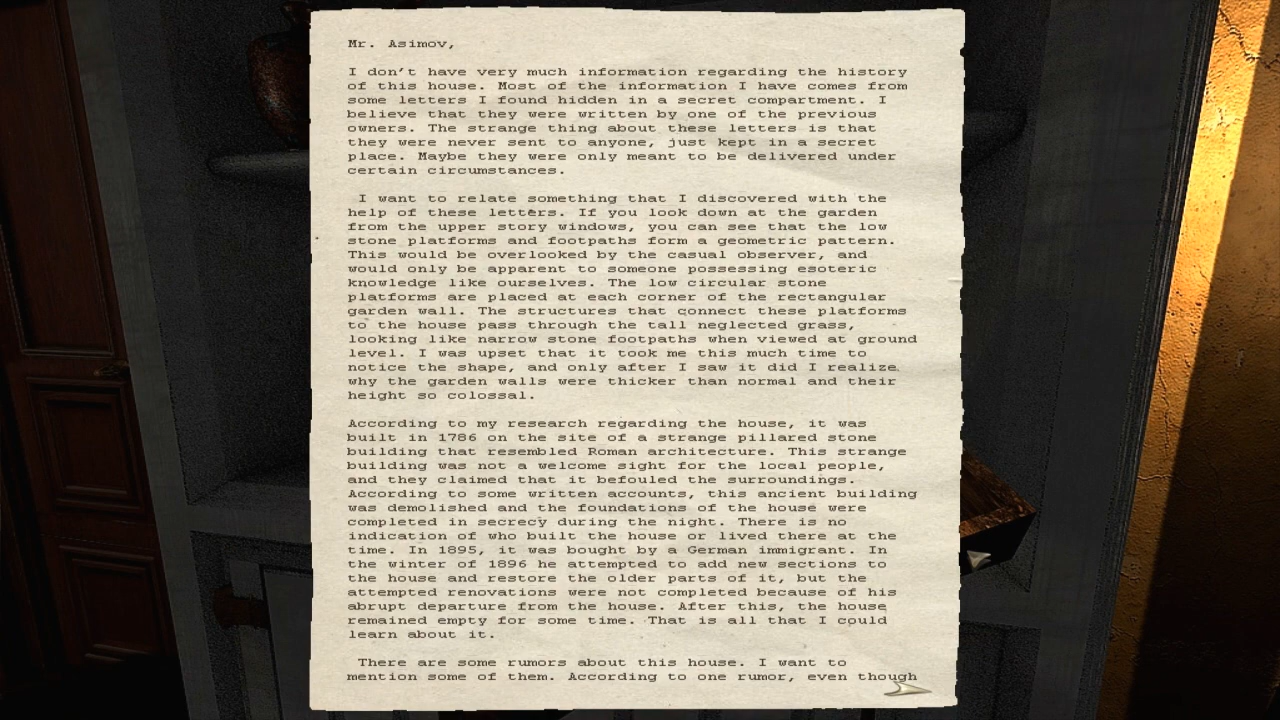 Mr. Asimov,
I don't have very much information regarding the history
of this house. Most of the information I have comes from
some letters I found hidden in a secret compartment. I
believe that they were written by one of the previous
owners. The strange thing about these letters is that
they were never sent to anyone, just kept in a secret
place. Maybe they were only meant to be delivered under
certain circumstances.
I want to relate something that I discovered with the
help of these letters. If you look down at the garden
from the upper story windows, you can see that the low
stone platforms and footpaths form a geometric pattern.
This would be overlooked by the casual observer, and
would only be apparent to someone possessing esoteric
knowledge like ourselves. The low circular stone
platforms are placed at each corner of the rectangular
garden wall. The structures that connect these platforms
to the house pass through the tall neglected grass,
looking like narrow stone footpaths when viewed at ground
level. I was upset that it took me this much time to
notice the shape, and only after I saw it did I realize
why the garden walls were thicker than normal and their
height so colossal.
According to my research regarding the house, it was
built in 1786 on the site of a strange pillared stone
building that resembled Roman architecture. This strange
building was not a welcome sight for the local people,
and they claimed that it befouled the surroundings.
According to some written accounts, this ancient building
was demolished and the foundations of the house were
completed in secrecy during the night. There is no
indication of who built the house or lived there at the
time. In 1895, it was bought by a German immigrant. In
the winter of 1896 he attempted to add new sections to
the house and restore the older parts of it, but the
attempted renovations were not completed because of his
abrupt departure from the house. After this, the house
remained empty for some time. That is all that I could
learn about it.
There are some rumors about this house. I want to
mention some of them. According to one rumor, even though